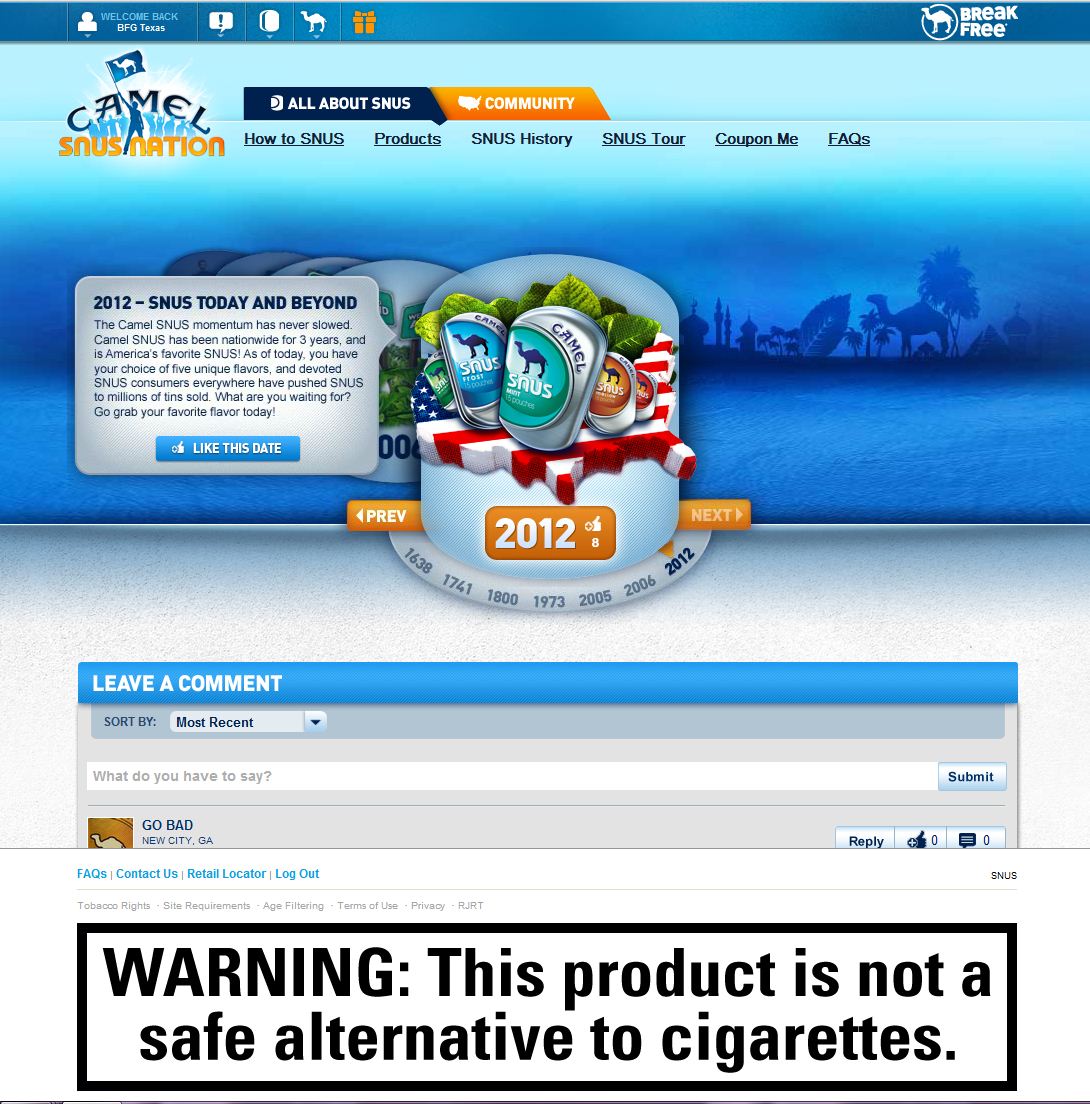 WELCOME BACK
BFG Texas
BREAK
FREE
CAMEL
SNUS NATION
ALL ABOUT SNUS
COMMUNITY
How to SNUS
Products
SNUS History
SNUS Tour
Coupon Me
FAQs
2012 – SNUS TODAY AND BEYOND
The Camel SNUS momentum has never slowed.
Camel SNUS has been nationwide for 3 years, and
is America's favorite SNUS! As of today, you have
your choice of five unique flavors, and devoted
SNUS consumers everywhere have pushed SNUS
to millions of tins sold. What are you waiting for?
Go grab your favorite flavor today!
LIKE THIS DATE
CAMEL
SNUS
FROST
15 pouches
CAMEL
SNUS
MINT
15 pouches
SNUS
006
PREV
2012
8
NEXT
1638
1741
1800
1973
2005
2006
2012
LEAVE A COMMENT
SORT BY:
Most Recent
What do you have to say?
Submit
GO BAD
NEW CITY, GA
Reply
0
0
FAQs | Contact Us | Retail Locator | Log Out
SNUS
Tobacco Rights · Site Requirements · Age Filtering · Terms of Use · Privacy · RJRT
WARNING: This product is not a
safe alternative to cigarettes.